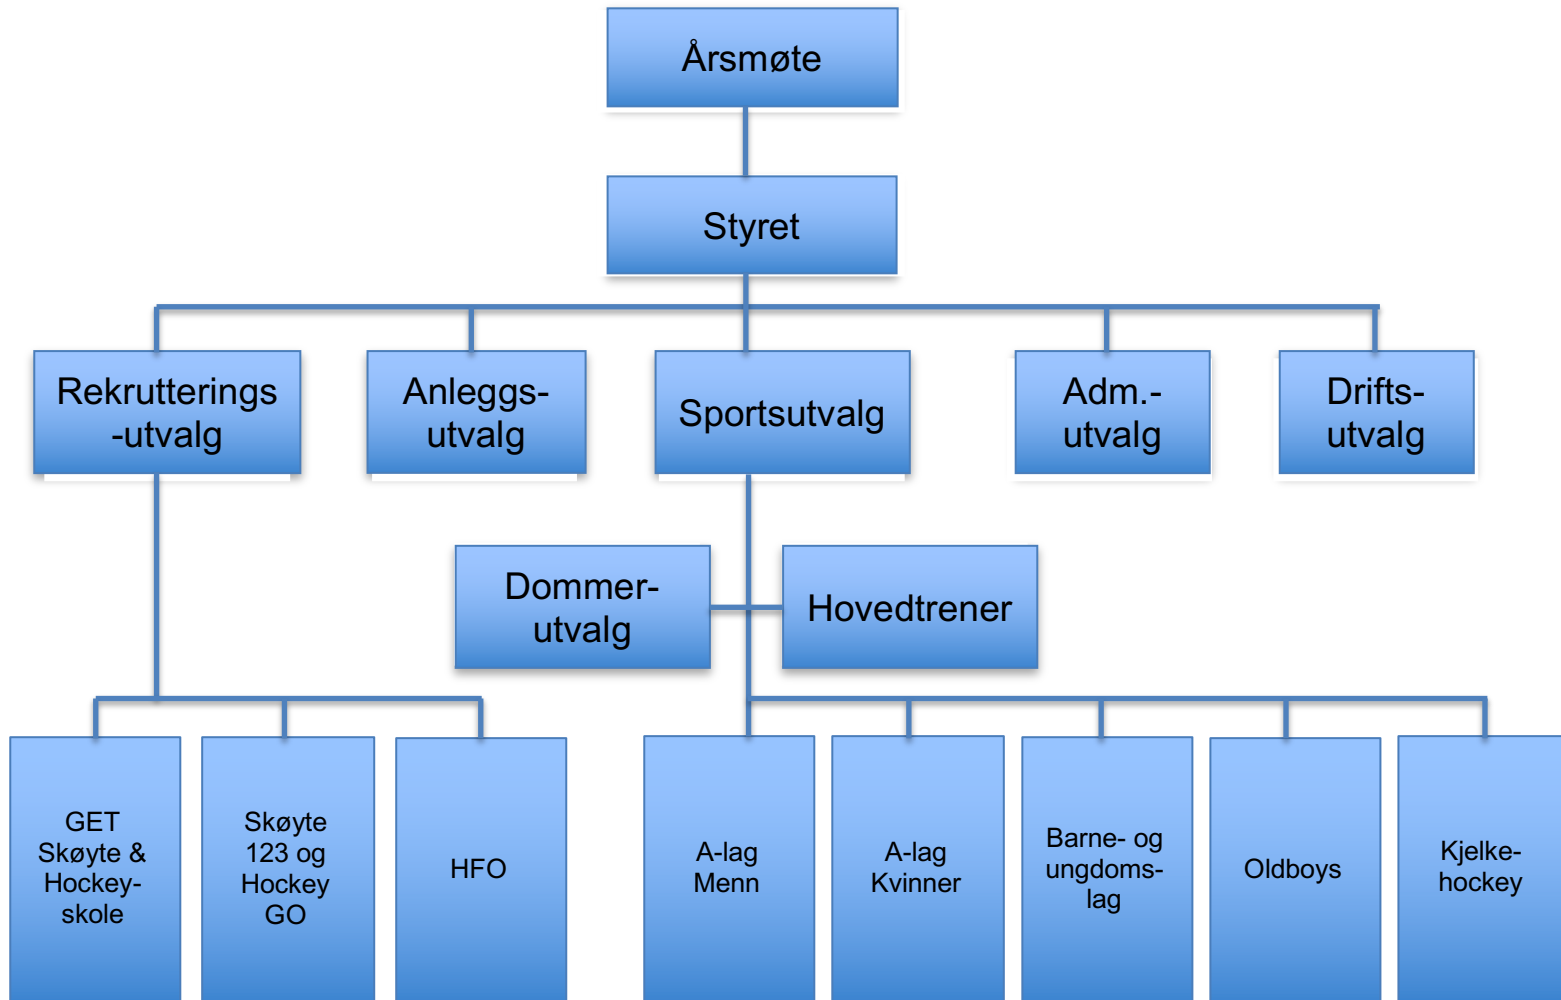 Årsmøte
Styret
Rekrutterings
-utvalg
Anleggs-
utvalg
Sportsutvalg
Adm.-
utvalg
Drifts-
utvalg
Dommer-
utvalg
Hovedtrener
GET
Skøyte &
Hockey-
skole
Skøyte
123 og
Hockey
GO
HFO
A-lag
Menn
A-lag
Kvinner
Barne- og
ungdoms-
lag
Oldboys
Kjelke-
hockey